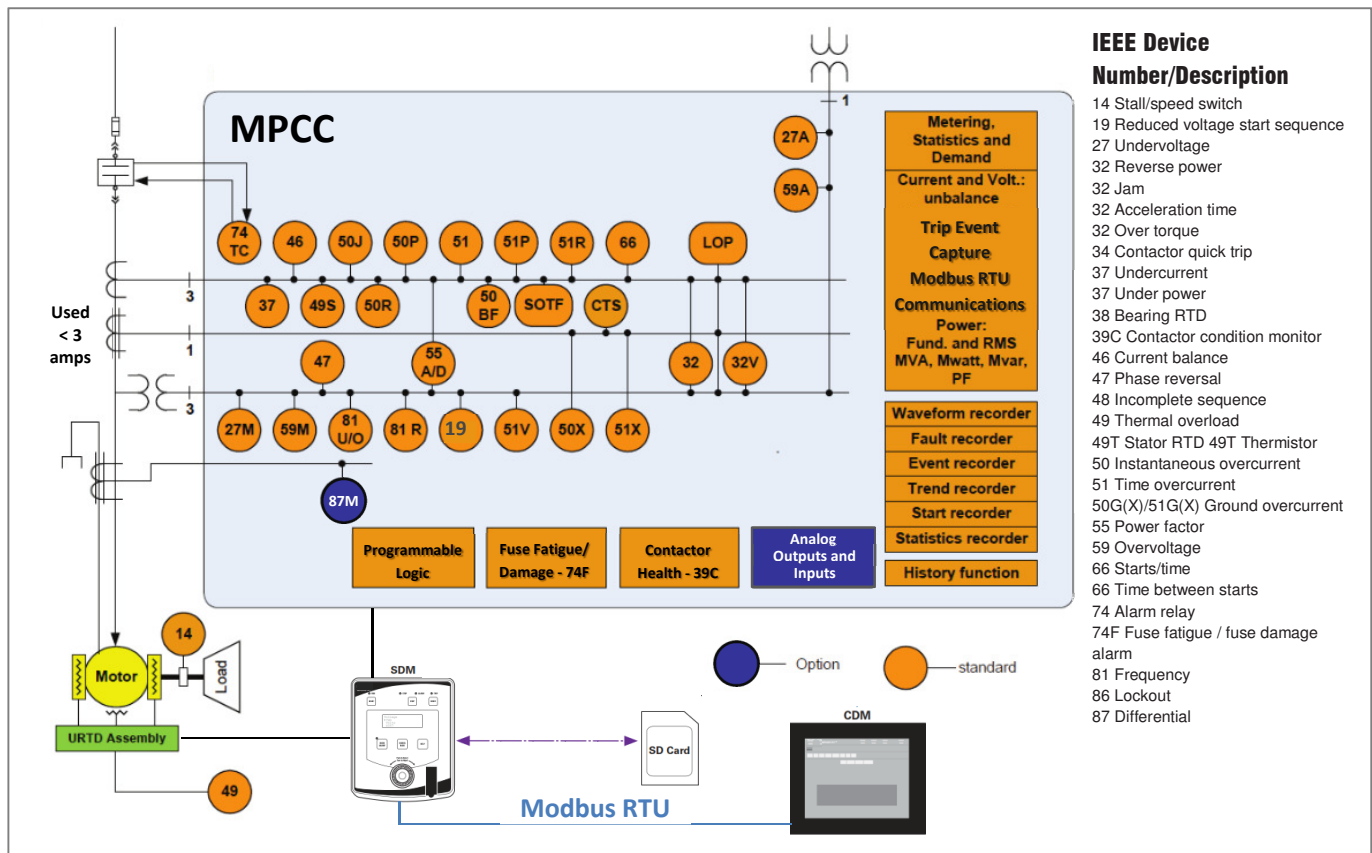 MPCC
1
27A
59A
74
TC
46
50J
50P
51
51P
51R
66
LOP
3
37
49S
50R
50
BF
SOTF
CTS
Used
< 3
amps
1
47
55
A/D
32
32V
3
27M
59M
81
U/O
81 R
19
51V
50X
51X
87M
Metering,
Statistics and
Demand
Current and Volt.:
unbalance
Trip Event
Capture
Modbus RTU
Communications
Power:
Fund. and RMS
MVA, Mwatt, Mvar,
PF
Waveform recorder
Fault recorder
Event recorder
Trend recorder
Start recorder
Statistics recorder
History function
Programmable
Logic
Fuse Fatigue/
Damage - 74F
Contactor
Health - 39C
Analog
Outputs and
Inputs
14
Motor
Load
URTD Assembly
49
SDM
SD Card
Option
standard
CDM
Modbus RTU
IEEE Device
Number/Description
14 Stall/speed switch
19 Reduced voltage start sequence
27 Undervoltage
32 Reverse power
32 Jam
32 Acceleration time
32 Over torque
34 Contactor quick trip
37 Undercurrent
37 Under power
38 Bearing RTD
39C Contactor condition monitor
46 Current balance
47 Phase reversal
48 Incomplete sequence
49 Thermal overload
49T Stator RTD 49T Thermistor
50 Instantaneous overcurrent
51 Time overcurrent
50G(X)/51G(X) Ground overcurrent
55 Power factor
59 Overvoltage
66 Starts/time
66 Time between starts
74 Alarm relay
74F Fuse fatigue / fuse damage
alarm
81 Frequency
86 Lockout
87 Differential